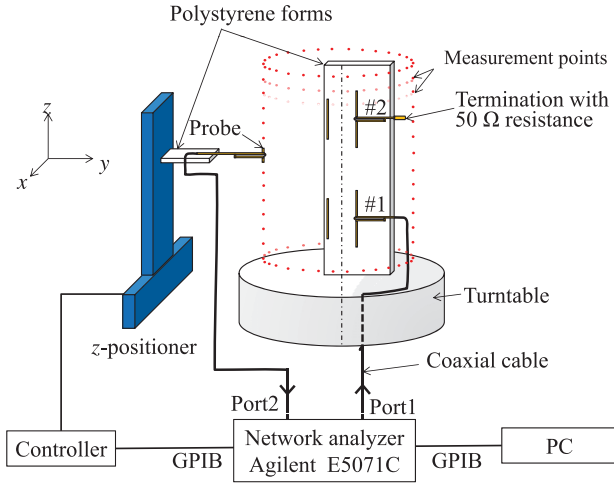 Polystyrene forms
Measurement points
z
y
x
Probe
#2
Termination with
50 Ω resistance
#1
Turntable
z-positioner
Coaxial cable
Port2
Port1
Controller
GPIB
Network analyzer
Agilent E5071C
GPIB
PC